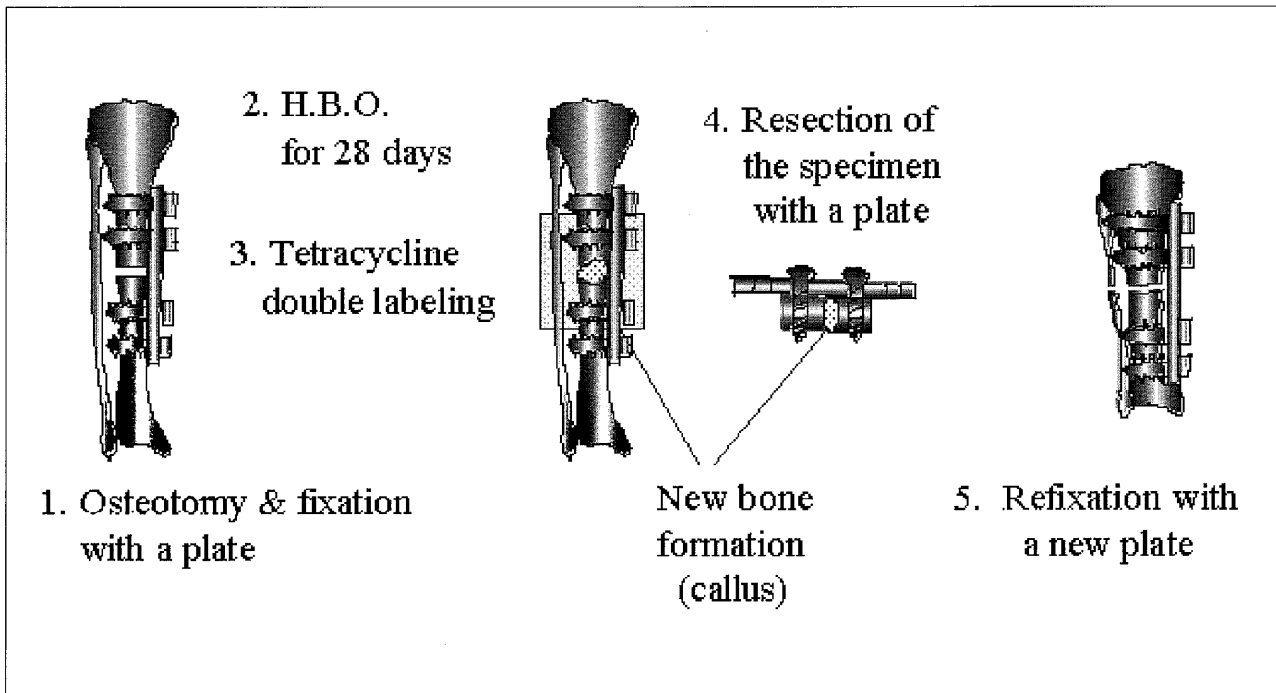 1. Osteotomy & fixation
with a plate
2. H.B.O.
for 28 days
3. Tetracycline
double labeling
New bone
formation
(callus)
4. Resection of
the specimen
with a plate
5. Refixation with
a new plate